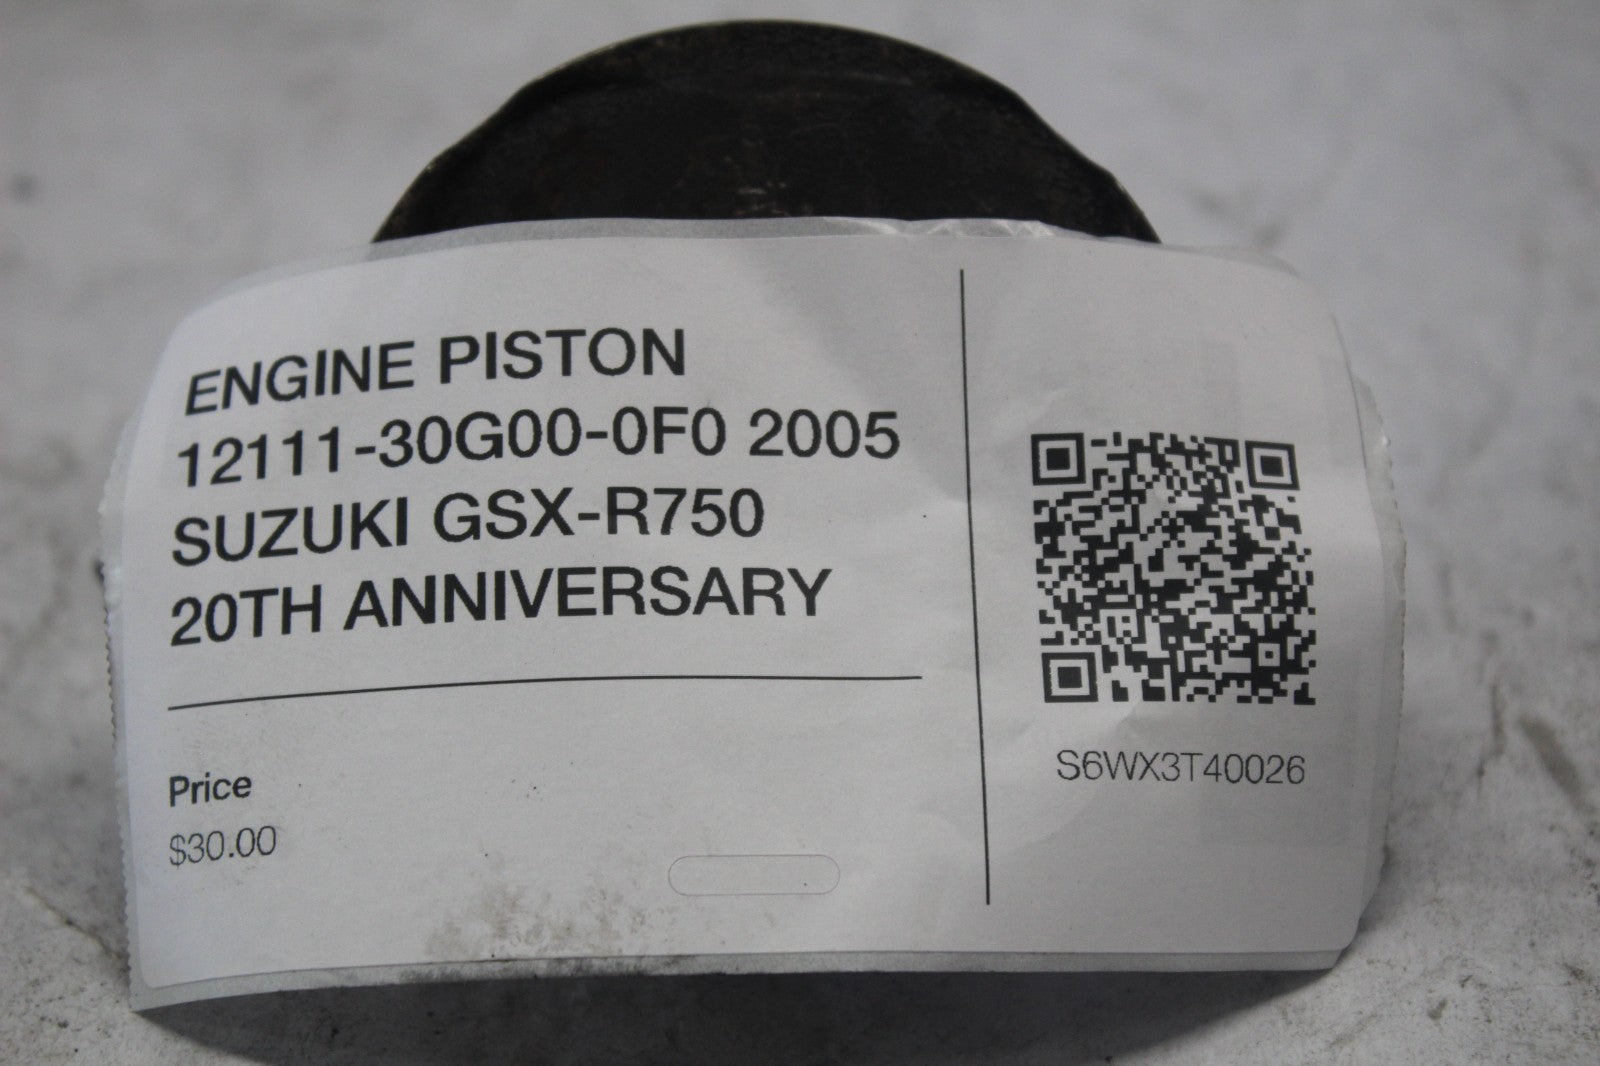 ENGINE PISTON
12111-30G00-0F0 2005
SUZUKI GSX-R750
20TH ANNIVERSARY
Price
$30.00
S6WX3T40026